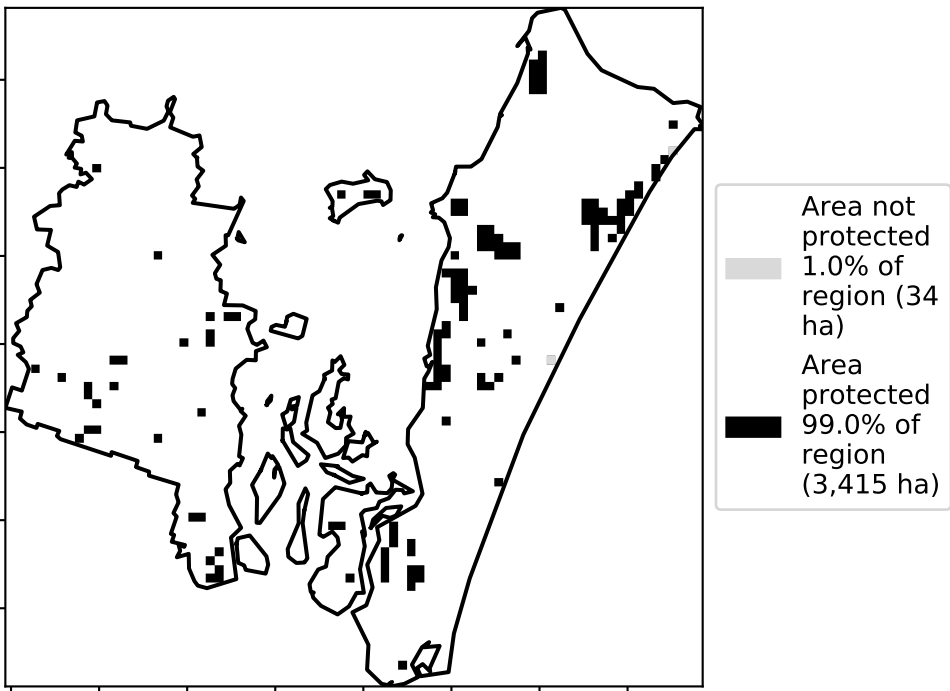 Area not
protected
1.0% of
region (34
ha)
Area
protected
99.0% of
region
(3,415 ha)